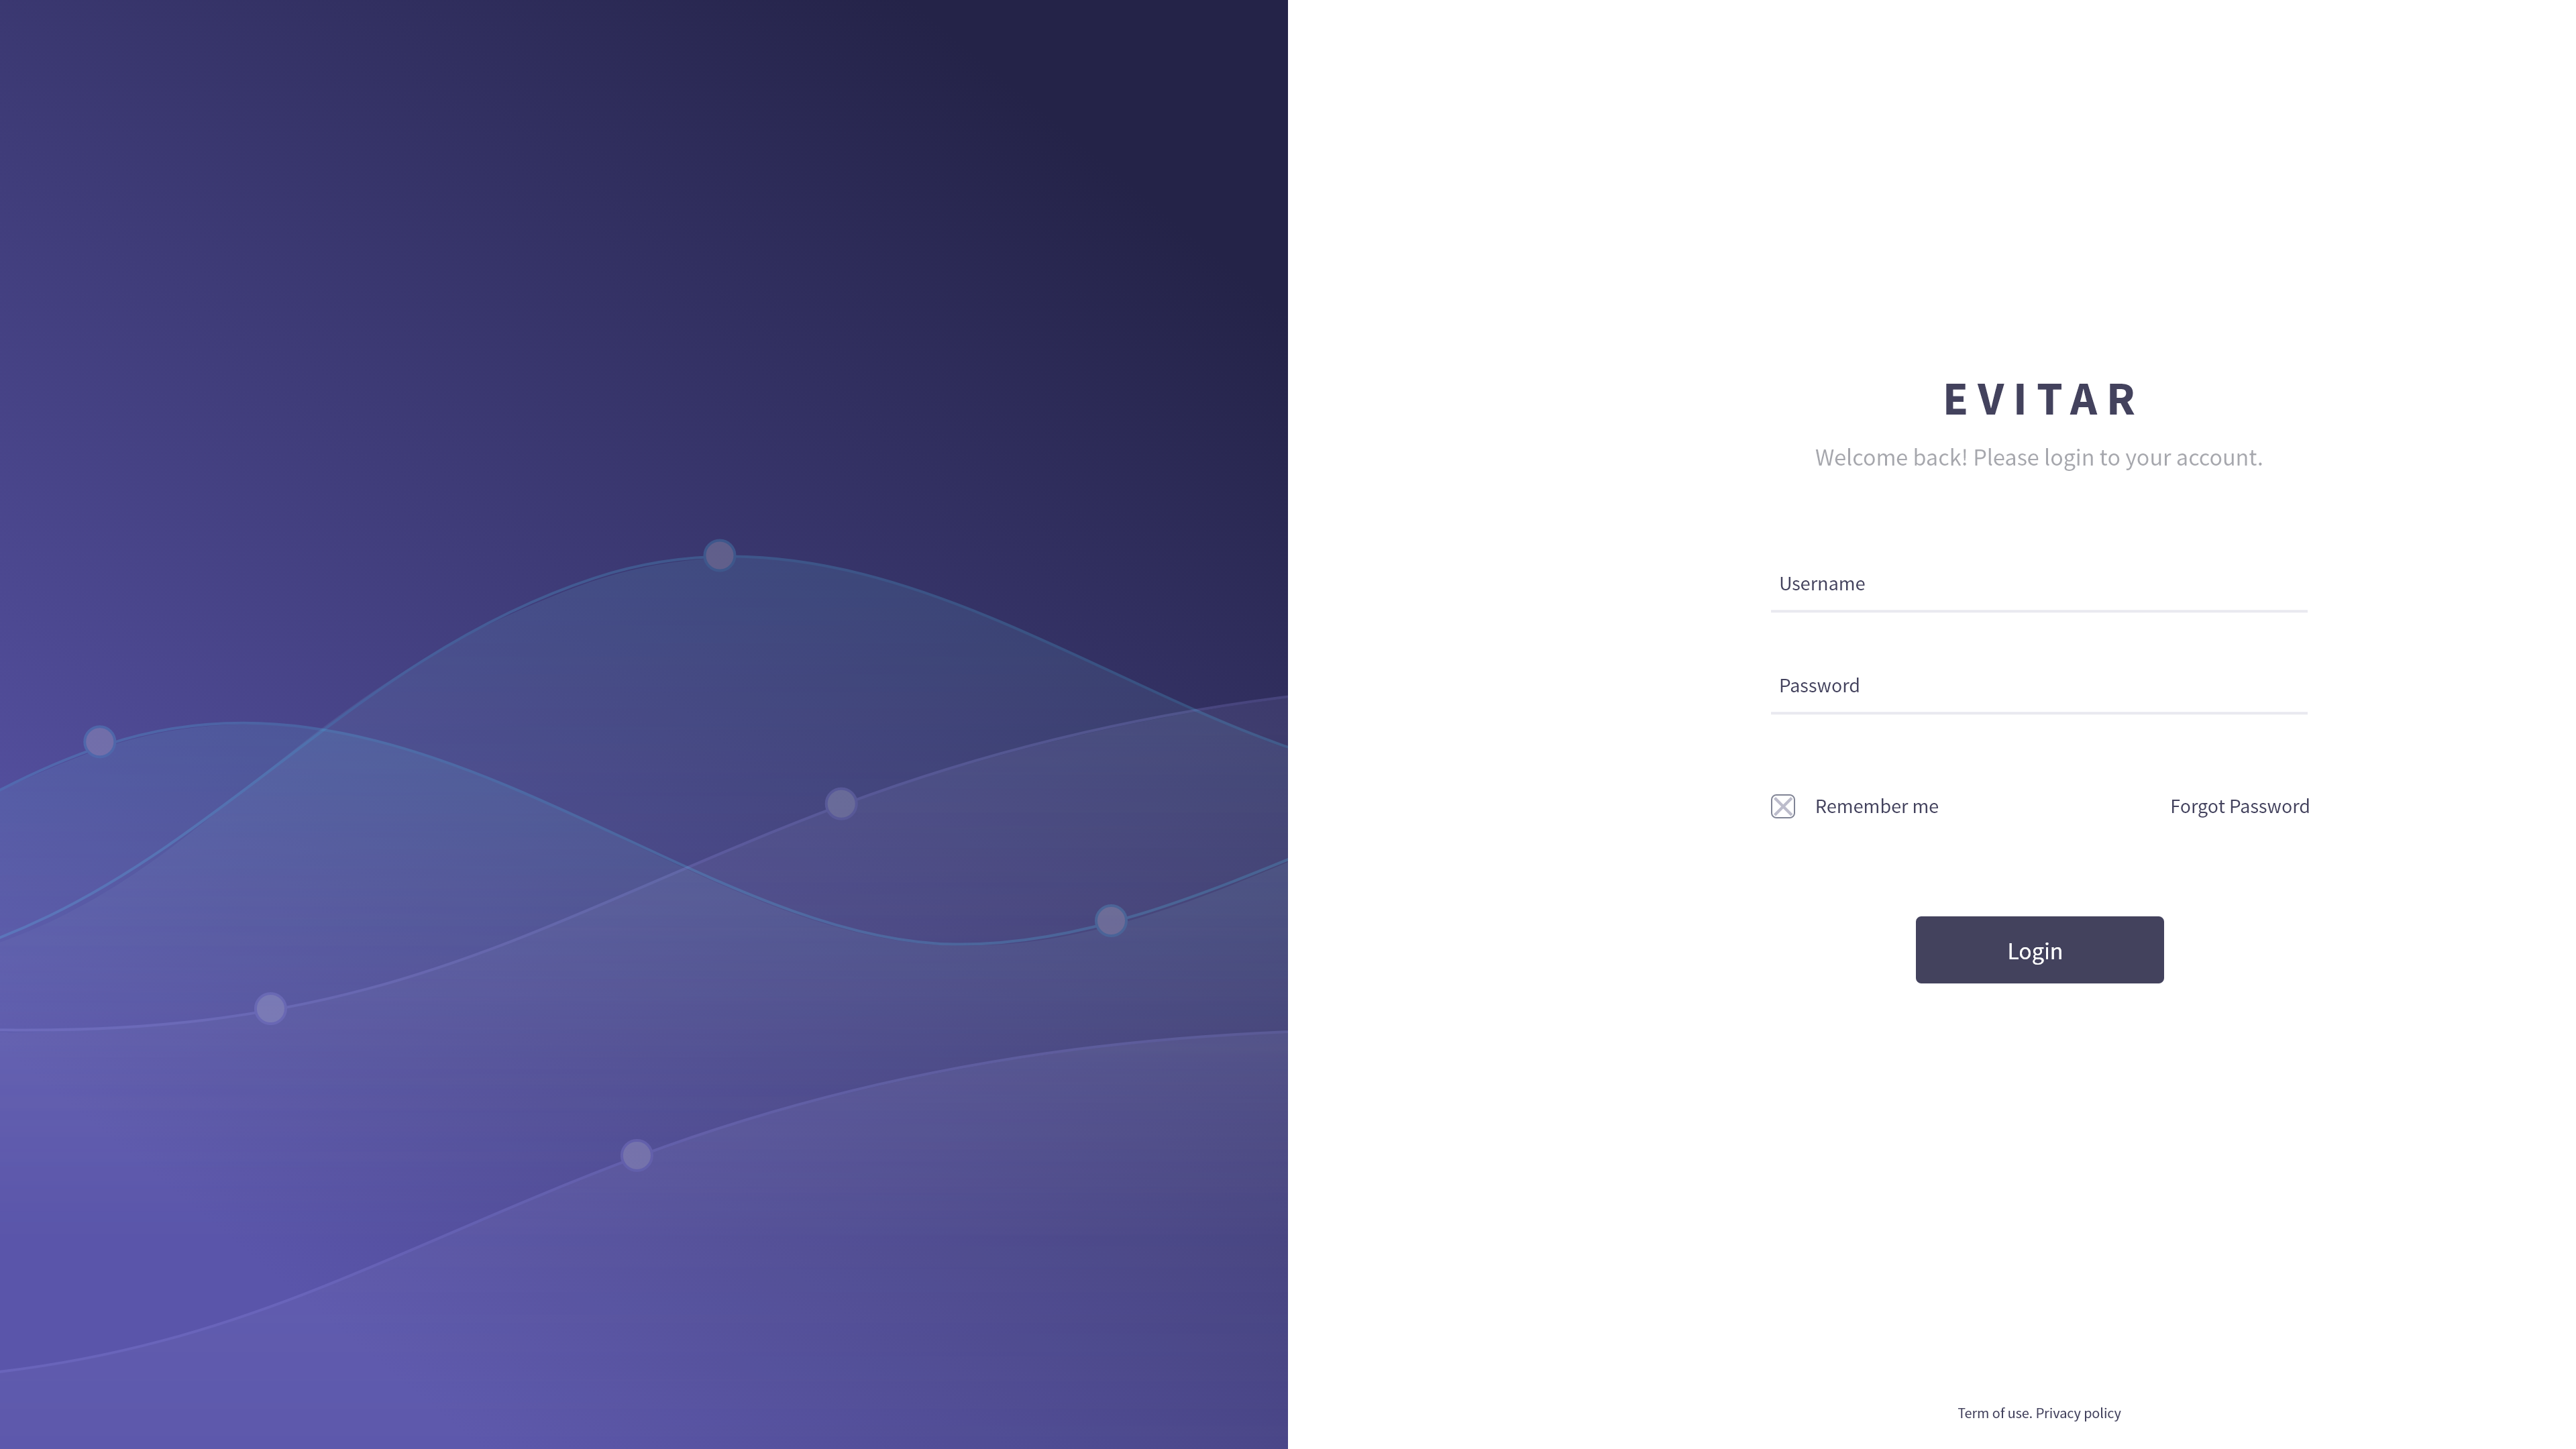 EVITAR
Welcome back! Please login to your account.
Username
Password
Remember me
Forgot Password
Login
Term of use. Privacy policy